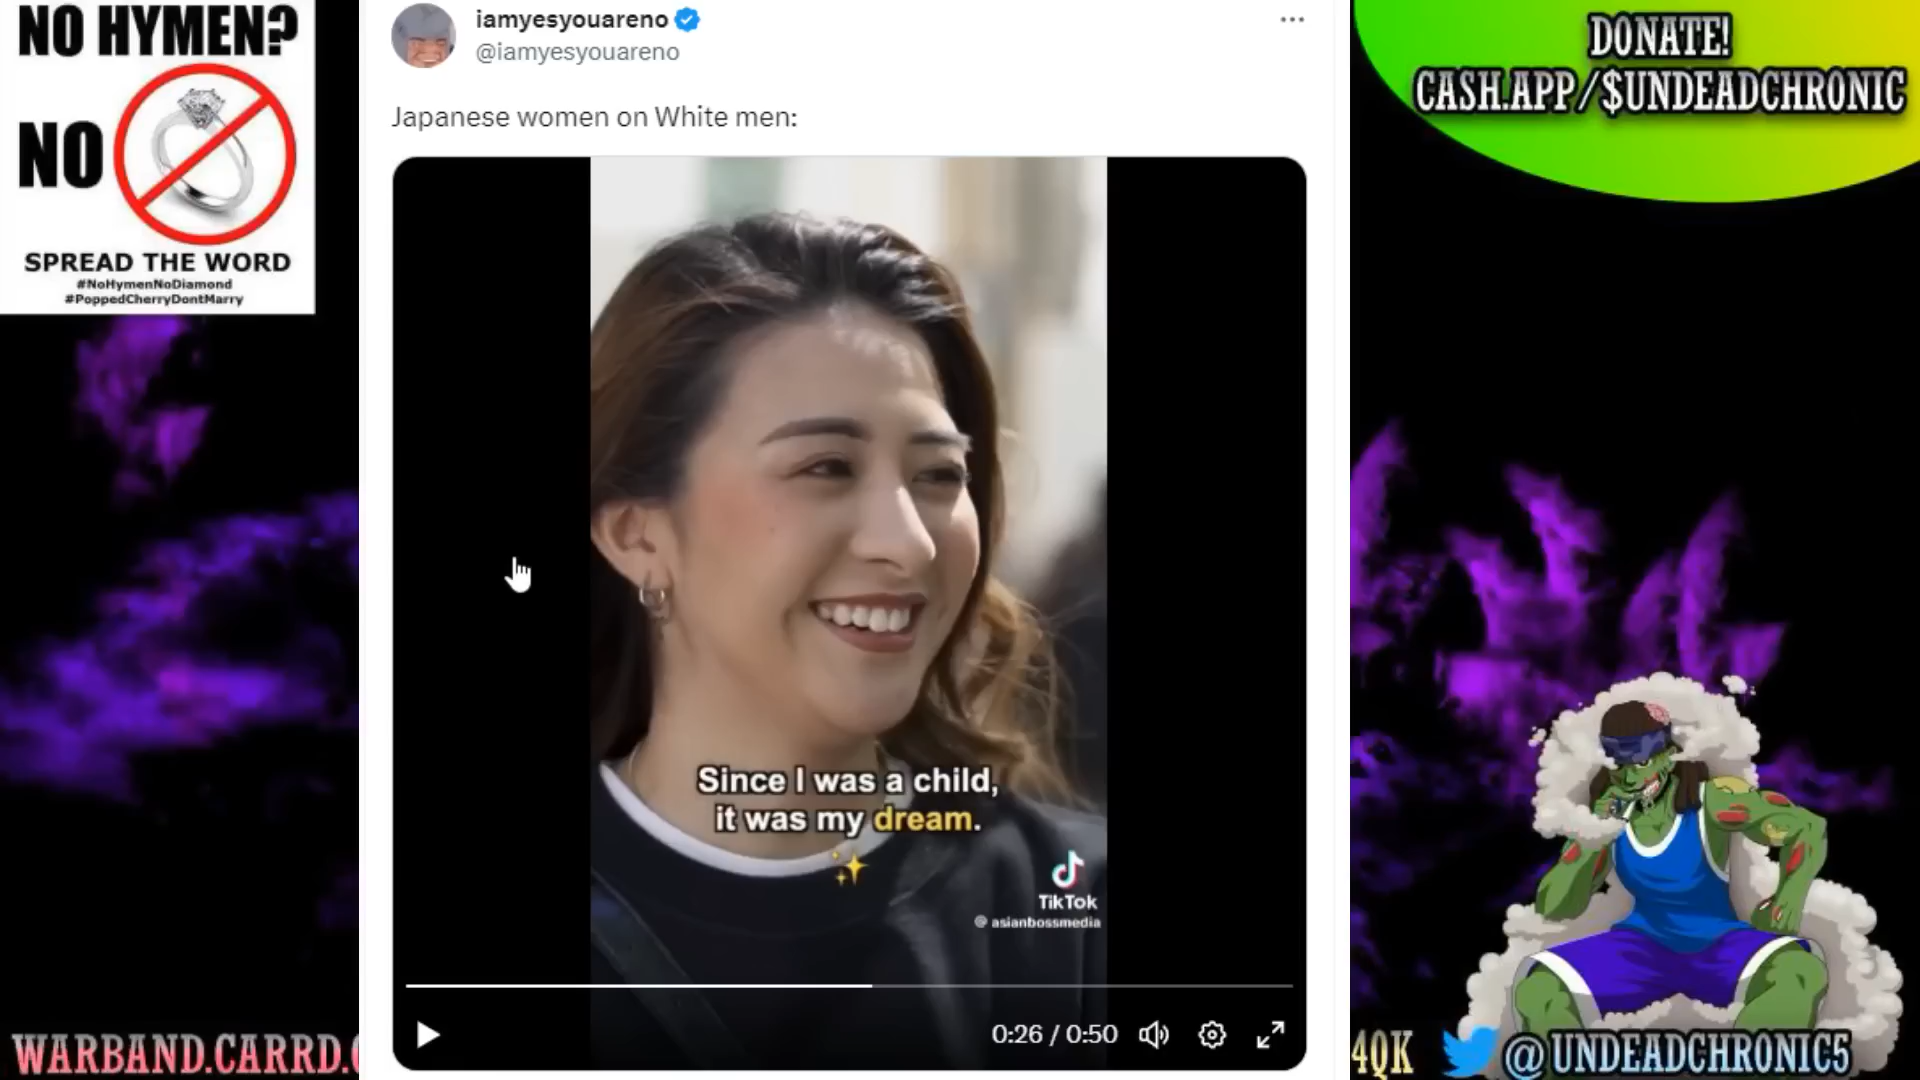 NO HYMEN?
NO
SPREAD THE WORD
#NoHymenNoDiamond
#PoppedCherryDontMarry
iamyesyouareno
@iamyesyouareno
Japanese women on White men:
Since I was a child,
it was my dream.
TikTok
@ asianbossmedia
0:26 / 0:50
DONATE!
CASH.APP/$UNDEADCHRONIC
WARBAND.CARRD.
4QK
@UNDEADCHRONIC5